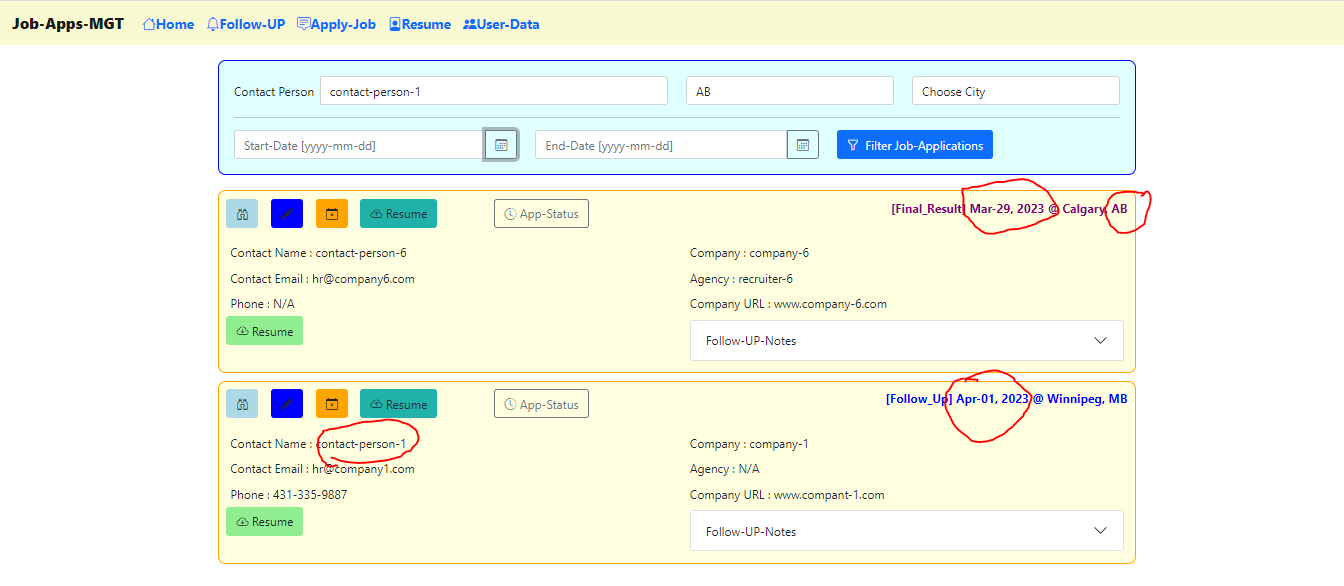 Job-Apps-MGT Home Follow-UP Apply-Job Resume User-Data
Contact Person contact-person-1 AB Choose City
Start-Date [yyyy-mm-dd] End-Date [yyyy-mm-dd] Filter Job-Applications
Resume App-Status [Final_Result] Mar-29, 2023 @ Calgary, AB
Contact Name : contact-person-6 Company : company-6
Contact Email : hr@company6.com Agency : recruiter-6
Phone : N/A Company URL : www.company-6.com
Resume Follow-UP-Notes
Resume App-Status [Follow_Up] Apr-01, 2023 @ Winnipeg, MB
Contact Name : contact-person-1 Company : company-1
Contact Email : hr@company1.com Agency : N/A
Phone : 431-335-9887 Company URL : www.compant-1.com
Resume Follow-UP-Notes